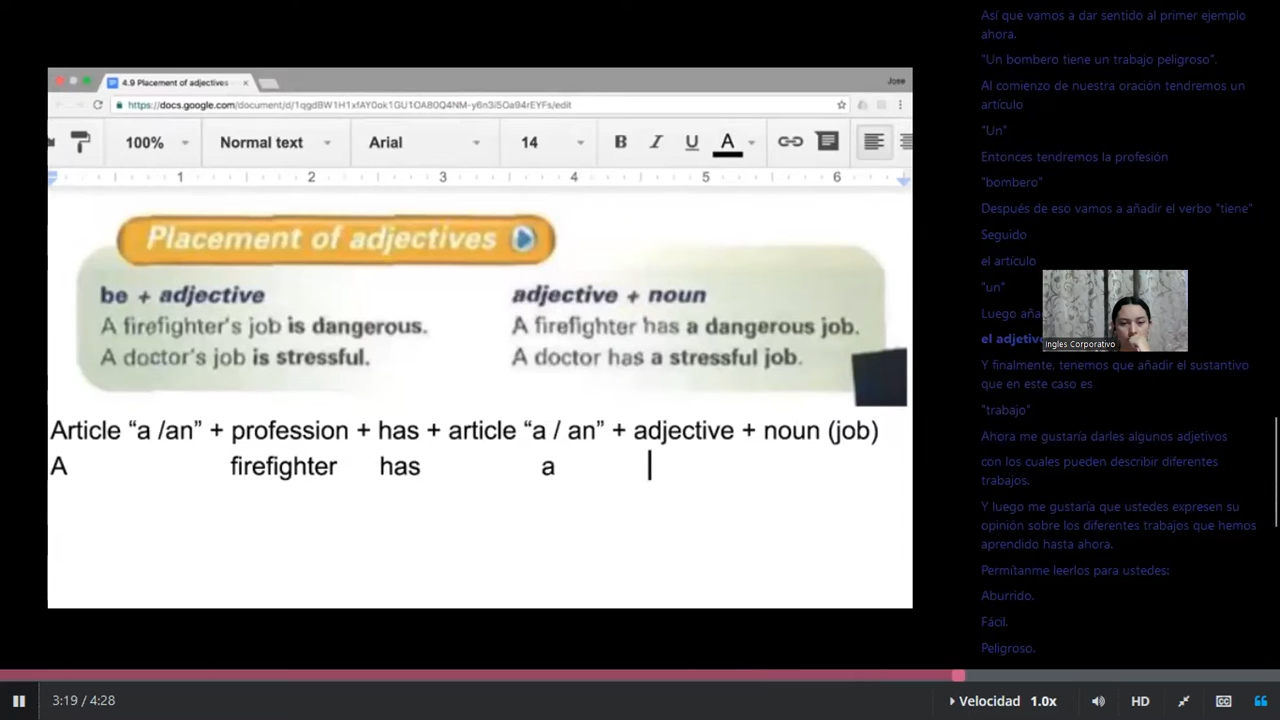 4.9 Placement of adjectives
Jose
https://docs.google.com/document/d/1qgdBW1H1xfAY0ok1GU1OA80Q4NM-y6n3i5Oa94rEYFs/edit
100% Normal text Arial 14 B I U A
1 2 3 4 5 6
Placement of adjectives
be + adjective
A firefighter's job is dangerous.
A doctor's job is stressful.
adjective + noun
A firefighter has a dangerous job.
A doctor has a stressful job.
Article “a /an” + profession + has + article “a / an” + adjective + noun (job)
A firefighter has a
Así que vamos a dar sentido al primer ejemplo
ahora.
"Un bombero tiene un trabajo peligroso".
Al comienzo de nuestra oración tendremos un
artículo
"Un"
Entonces tendremos la profesión
"bombero"
Después de eso vamos a añadir el verbo "tiene"
Seguido
el artículo
"un"
Luego
el adjetivo
Ingles Corporativo
Y finalmente, tenemos que añadir el sustantivo
que en este caso es
"trabajo"
Ahora me gustaría darles algunos adjetivos
con los cuales pueden describir diferentes
trabajos.
Y luego me gustaría que ustedes expresen su
opinión sobre los diferentes trabajos que hemos
aprendido hasta ahora.
Permítanme leerlos para ustedes:
Aburrido.
Fácil.
Peligroso.
3:19 / 4:28
Velocidad 1.0x
HD